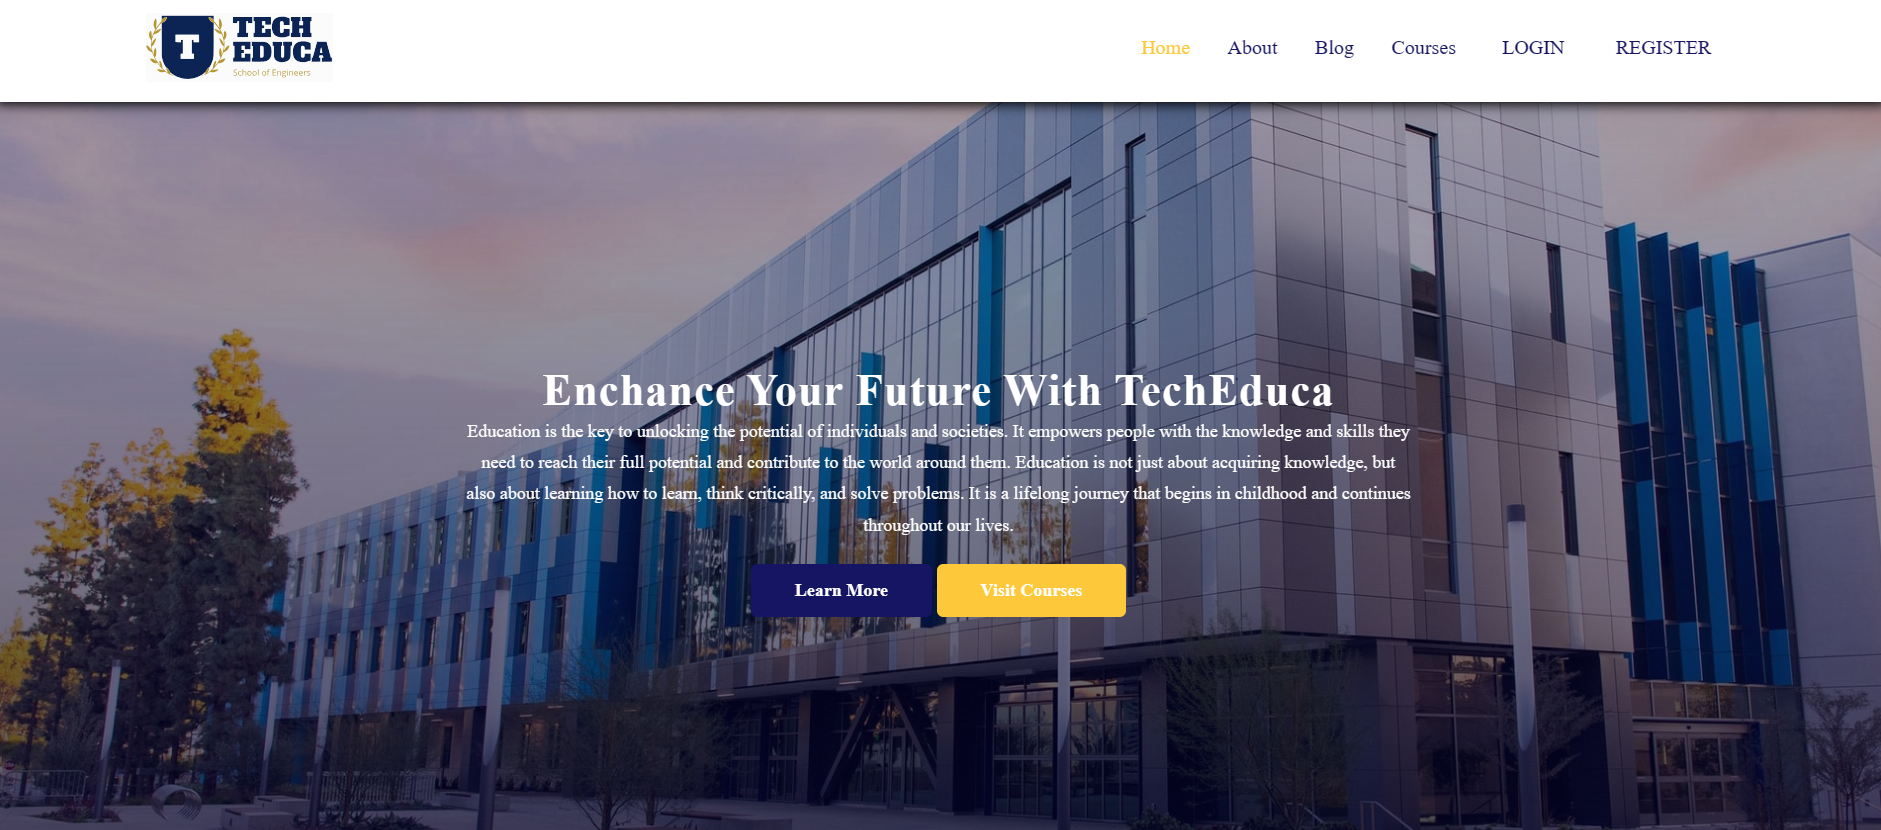 T
TECH
EDUCA
School of Engineers
Home About Blog Courses LOGIN REGISTER
Enchance Your Future With TechEduca
Education is the key to unlocking the potential of individuals and societies. It empowers people with the knowledge and skills they
need to reach their full potential and contribute to the world around them. Education is not just about acquiring knowledge, but
also about learning how to learn, think critically, and solve problems. It is a lifelong journey that begins in childhood and continues
throughout our lives.
Learn More Visit Courses